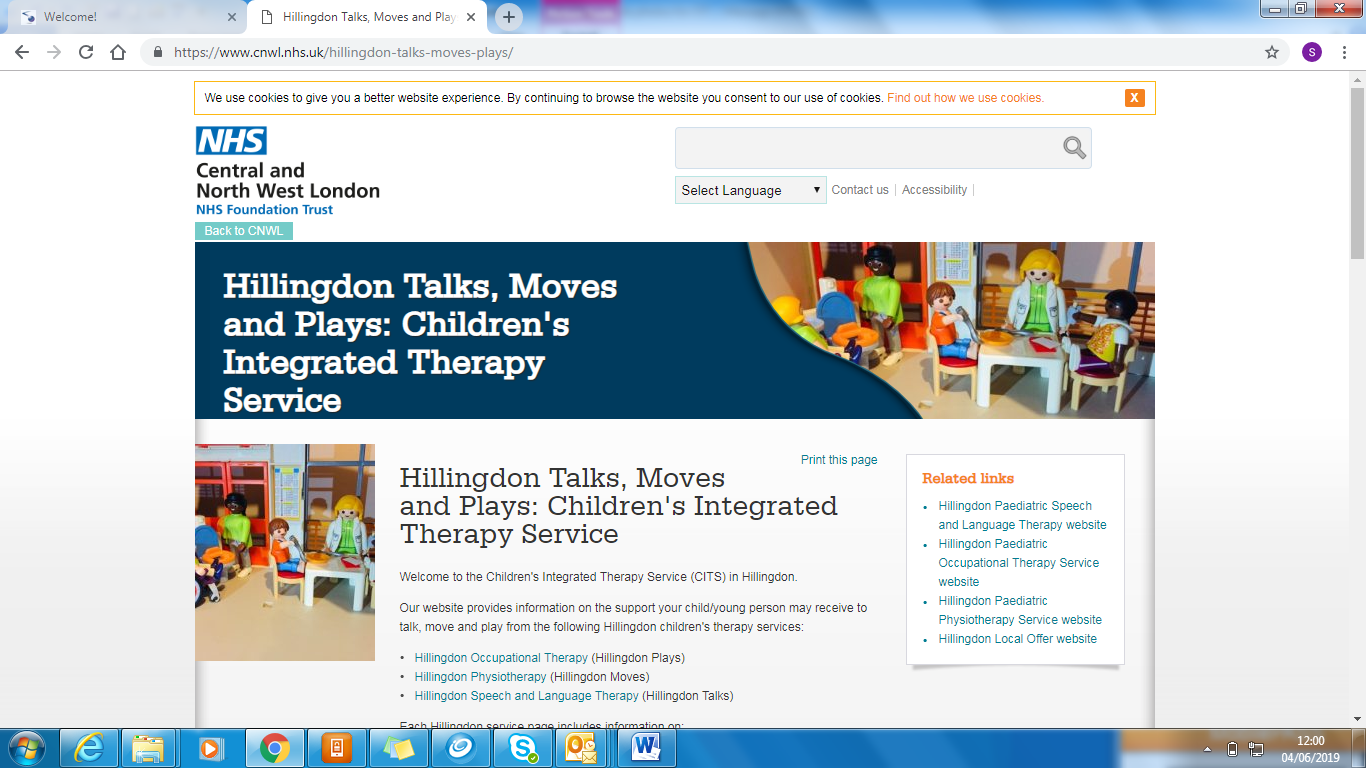 Welcome!
Hillingdon Talks, Moves and Play
https://www.cnwl.nhs.uk/hillingdon-talks-moves-plays/
S
We use cookies to give you a better website experience. By continuing to browse the website you consent to our use of cookies. Find out how we use cookies.
X
NHS
Central and
North West London
NHS Foundation Trust
Back to CNWL
Select Language
Contact us
Accessibility
Hillingdon Talks, Moves
and Plays: Children's
Integrated Therapy
Service
Print this page
Hillingdon Talks, Moves
and Plays: Children's Integrated
Therapy Service
Welcome to the Children's Integrated Therapy Service (CITS) in Hillingdon.
Our website provides information on the support your child/young person may receive to
talk, move and play from the following Hillingdon children's therapy services:
• Hillingdon Occupational Therapy (Hillingdon Plays)
• Hillingdon Physiotherapy (Hillingdon Moves)
• Hillingdon Speech and Language Therapy (Hillingdon Talks)
Each Hillingdon service page includes information on:
Related links
• Hillingdon Paediatric Speech
and Language Therapy website
• Hillingdon Paediatric
Occupational Therapy Service
website
• Hillingdon Paediatric
Physiotherapy Service website
• Hillingdon Local Offer website
12:00
04/06/2019